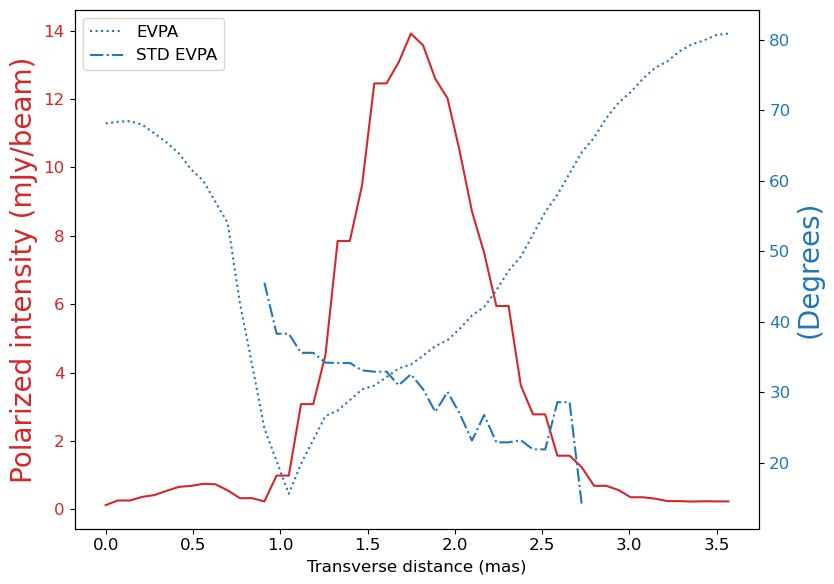 EVPA
STD EVPA
Polarized intensity (mJy/beam)
14
12
10
8
6
4
2
0
80
70
60
50
40
30
20
(Degrees)
0.0 0.5 1.0 1.5 2.0 2.5 3.0 3.5
Transverse distance (mas)